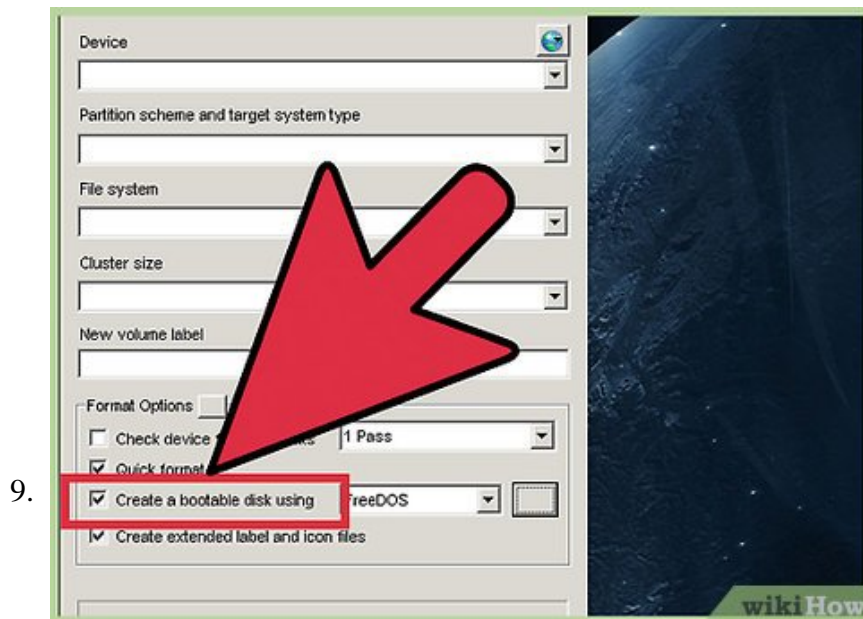 Device
Partition scheme and target system type
File system
Cluster size
New volume label
Format Options
Check device 1 Pass
Quick format
9.
Create a bootable disk using FreeDOS
Create extended label and icon files
wikiHow